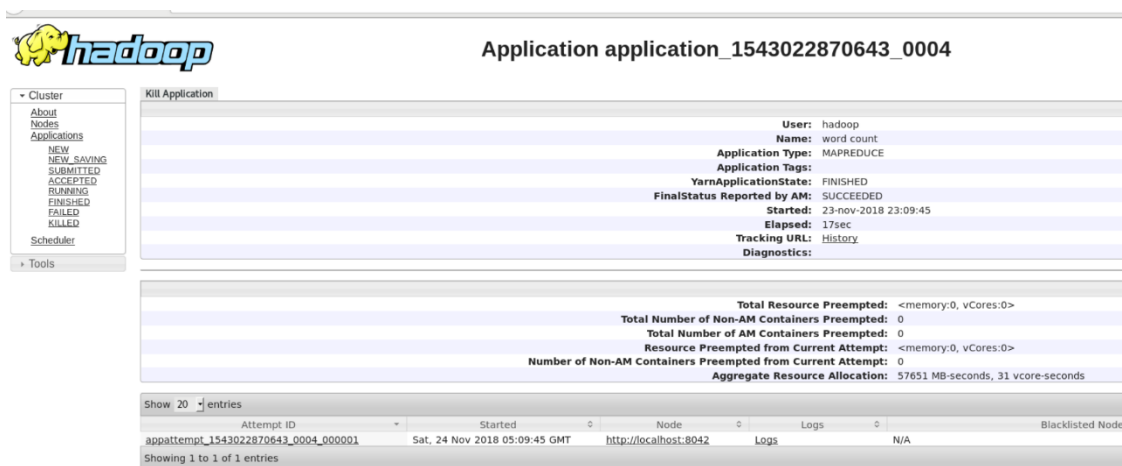 hadoop
Application application_1543022870643_0004
Cluster
About
Nodes
Applications
NEW
NEW_SAVING
SUBMITTED
ACCEPTED
RUNNING
FINISHED
FAILED
KILLED
Scheduler
Tools
Kill Application
User: hadoop
Name: word count
Application Type: MAPREDUCE
Application Tags:
YarnApplicationState: FINISHED
FinalStatus Reported by AM: SUCCEEDED
Started: 23-nov-2018 23:09:45
Elapsed: 17sec
Tracking URL: History
Diagnostics:
Total Resource Preempted: <memory:0, vCores:0>
Total Number of Non-AM Containers Preempted: 0
Total Number of AM Containers Preempted: 0
Resource Preempted from Current Attempt: <memory:0, vCores:0>
Number of Non-AM Containers Preempted from Current Attempt: 0
Aggregate Resource Allocation: 57651 MB-seconds, 31 vcore-seconds
Show 20 entries
Attempt ID Started Node Logs Blacklisted Node
appattempt_1543022870643_0004_000001 Sat, 24 Nov 2018 05:09:45 GMT http://localhost:8042 Logs N/A
Showing 1 to 1 of 1 entries